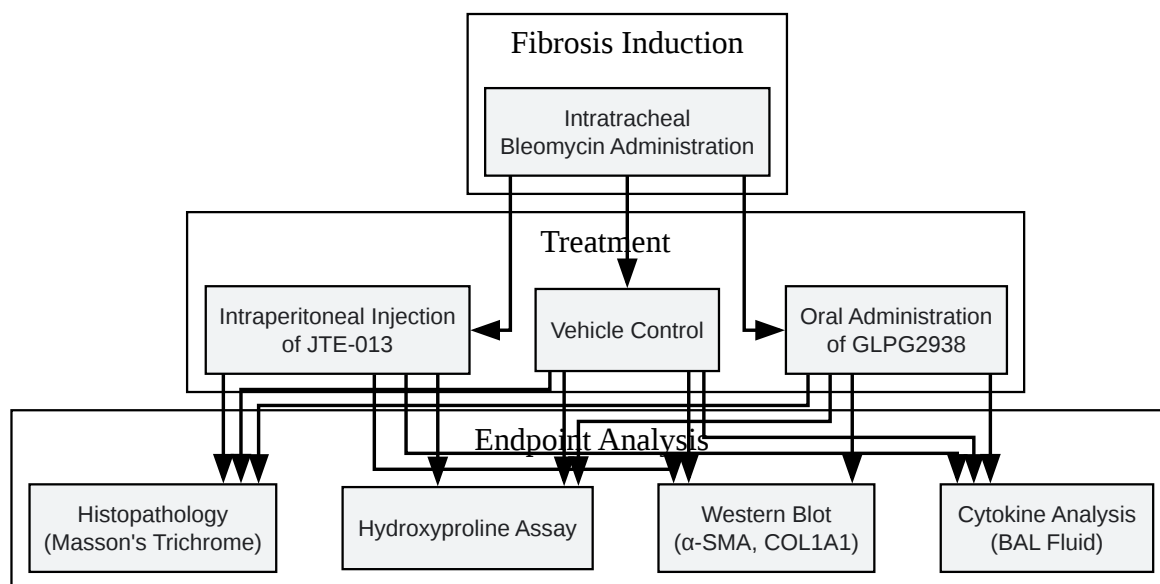 Fibrosis Induction
Intratracheal
Bleomycin Administration
Treatment
Intraperitoneal Injection
of JTE-013
Vehicle Control
Oral Administration
of GLPG2938
Endpoint Analysis
Histopathology
(Masson's Trichrome)
Hydroxyproline Assay
Western Blot
(α-SMA, COL1A1)
Cytokine Analysis
(BAL Fluid)